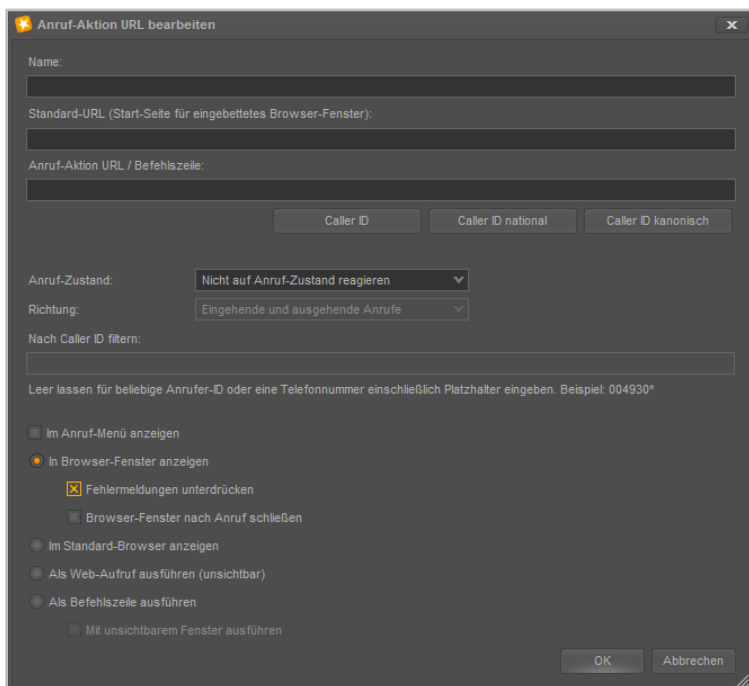 Anruf-Aktion URL bearbeiten
Name:
Standard-URL (Start-Seite für eingebettetes Browser-Fenster):
Anruf-Aktion URL / Befehlszeile:
Caller ID
Caller ID national
Caller ID kanonisch
Anruf-Zustand:
Nicht auf Anruf-Zustand reagieren
Richtung:
Eingehende und ausgehende Anrufe
Nach Caller ID filtern:
Leer lassen für beliebige Anrufer-ID oder eine Telefonnummer einschließlich Platzhalter eingeben. Beispiel: 004930*
Im Anruf-Menü anzeigen
In Browser-Fenster anzeigen
Fehlermeldungen unterdrücken
Browser-Fenster nach Anruf schließen
Im Standard-Browser anzeigen
Als Web-Aufruf ausführen (unsichtbar)
Als Befehlszeile ausführen
Mit unsichtbarem Fenster ausführen
OK
Abbrechen